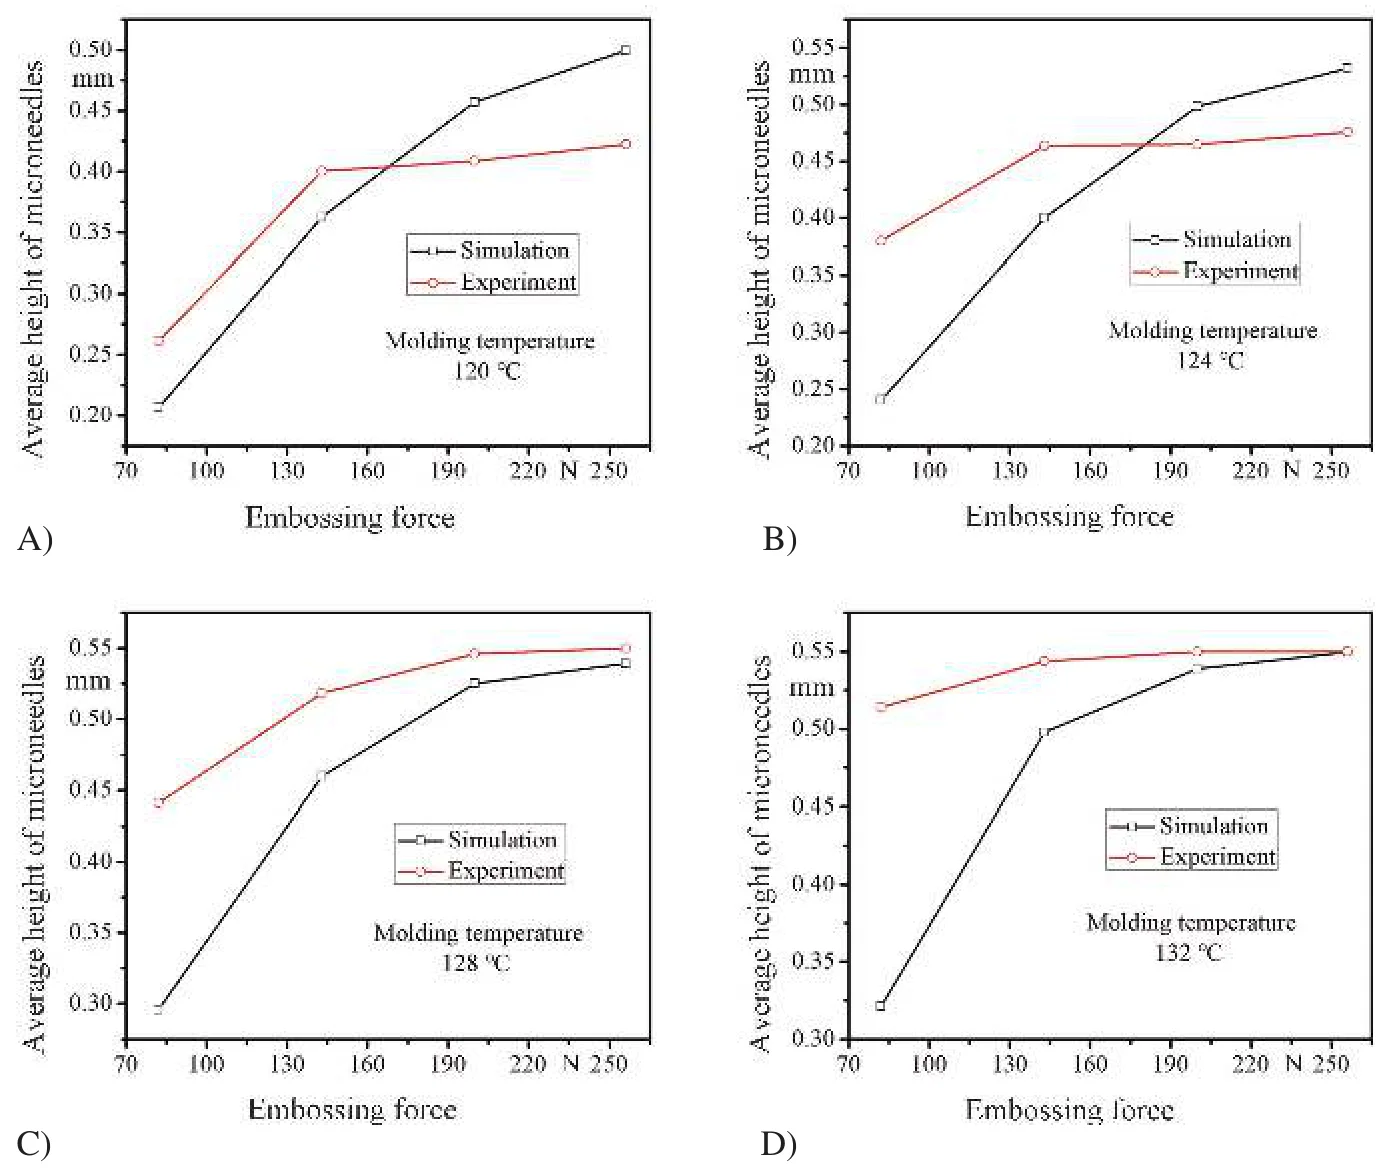 0.50
mm
0.45
0.40
0.35
0.30
0.25
0.20
Average height of microneedles
Simulation
Experiment
Molding temperature
120 °C
70 100 130 160 190 220 N 250
Embossing force
A)
0.55
mm
0.50
0.45
0.40
0.35
0.30
0.25
0.20
Average height of microneedles
Simulation
Experiment
Molding temperature
124 °C
70 100 130 160 190 220 N 250
Embossing force
B)
0.55
mm
0.50
0.45
0.40
0.35
0.30
Average height of microneedles
Simulation
Experiment
Molding temperature
128 °C
70 100 130 160 190 220 N 250
Embossing force
C)
0.55
mm
0.50
0.45
0.40
0.35
0.30
Average height of microneedles
Simulation
Experiment
Molding temperature
132 °C
70 100 130 160 190 220 N 250
Embossing force
D)